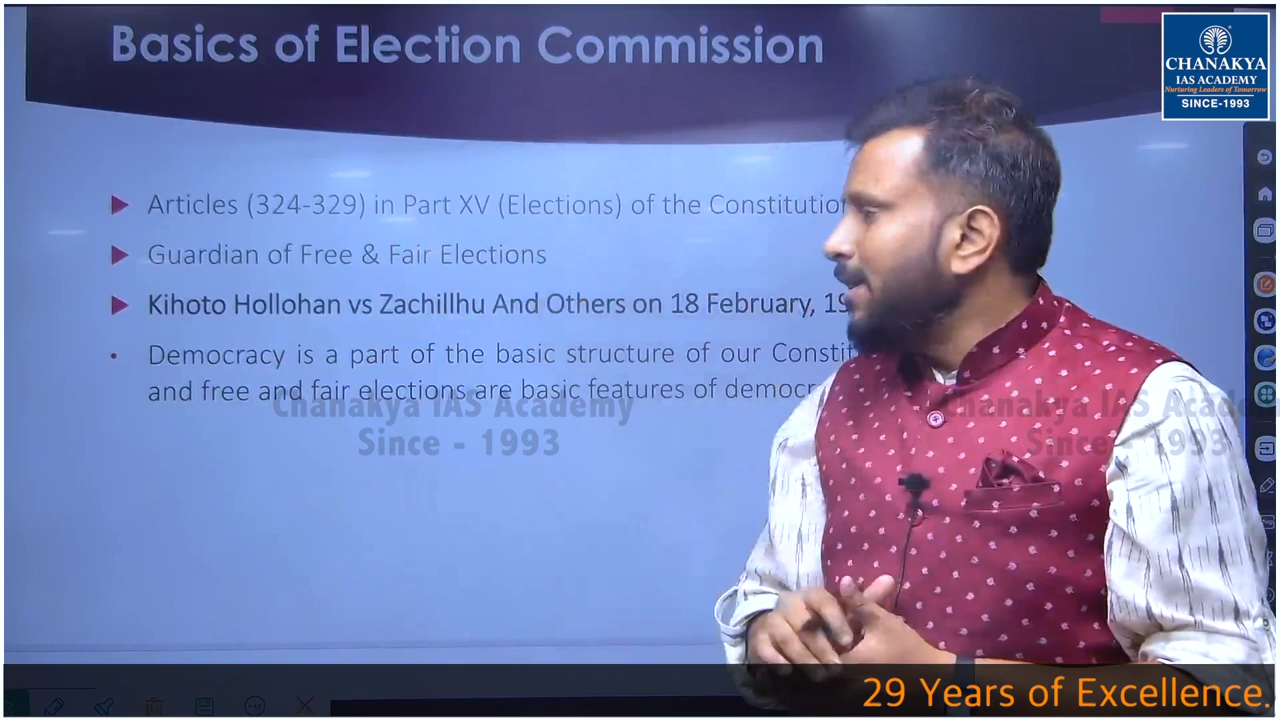 Basics of Election Commission
CHANAKYA
IAS ACADEMY
Nurturing Leaders of Tomorrow
SINCE-1993
Articles (324-329) in Part XV (Elections) of the
Guardian of Free & Fair Elections
Kihoto Hollohan vs Zachillhu And Others on 18 February,
Democracy is a part of the basic structure of our
and free and fair elections are basic features of
Chanakya IAS Academy
Since - 1993
Since - 1993
29 Years of Excellence.